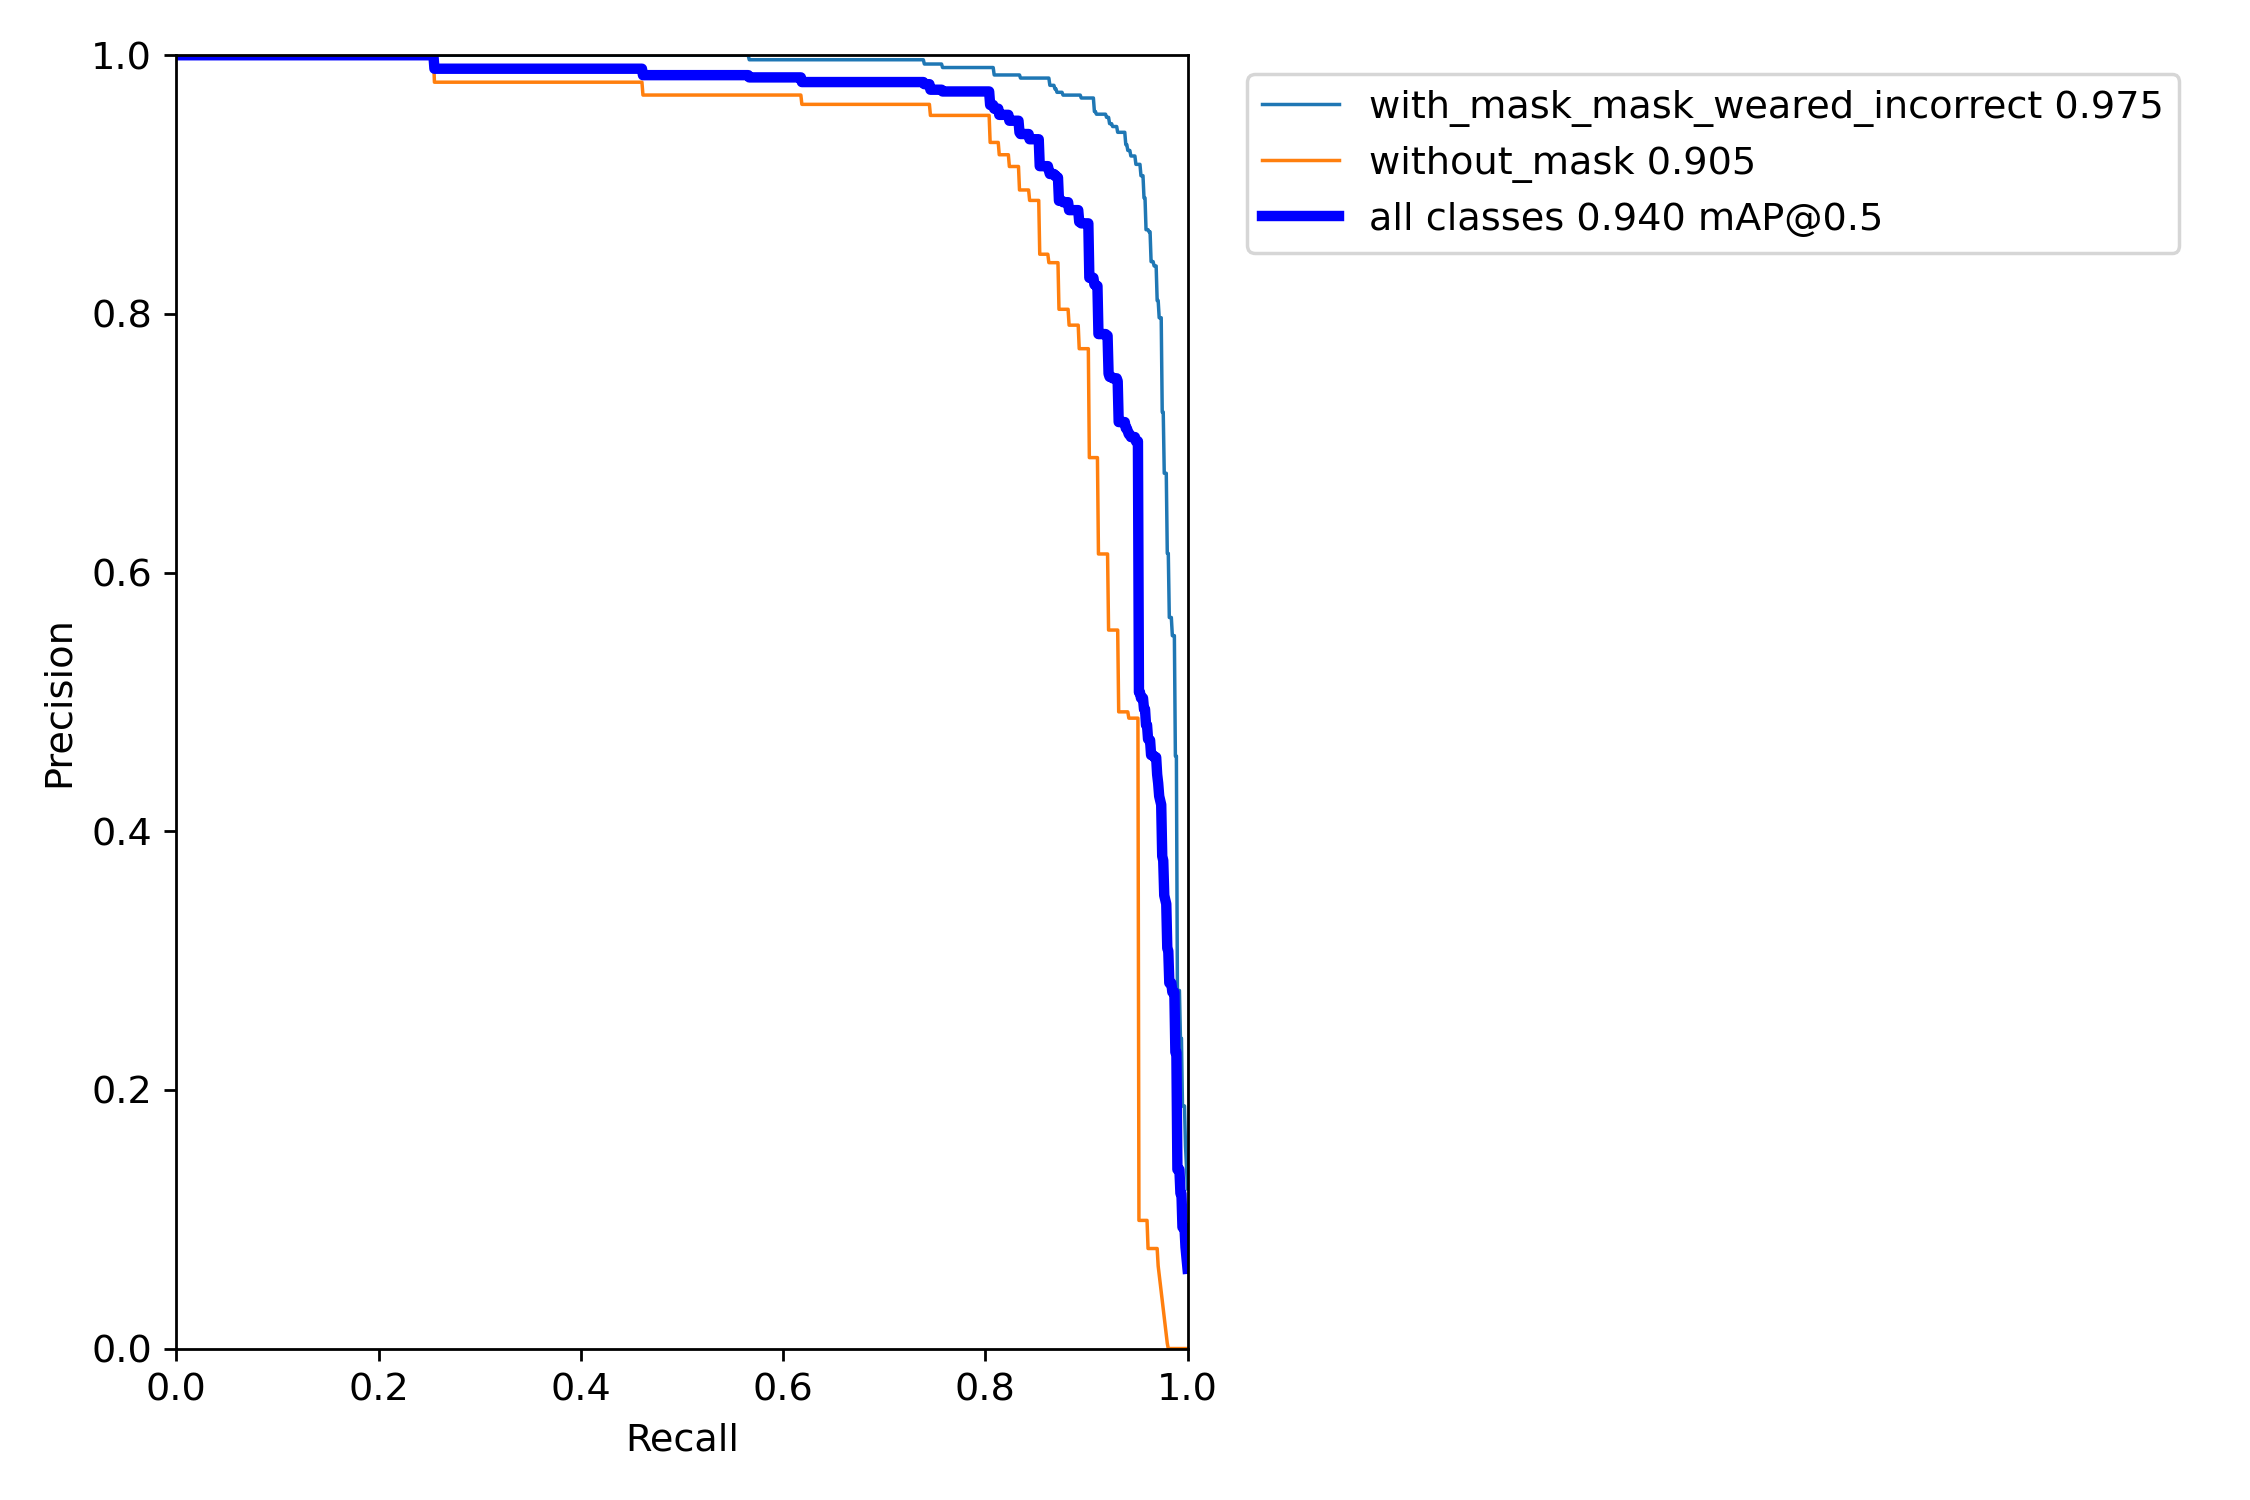 with_mask_mask_weared_incorrect 0.975
without_mask 0.905
all classes 0.940 mAP@0.5
1.0
0.8
0.6
0.4
0.2
0.0
Precision
0.0 0.2 0.4 0.6 0.8 1.0
Recall